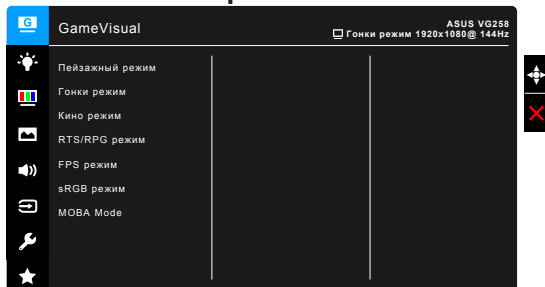 G
GameVisual
ASUS VG258
Гонки режим 1920x1080@ 144Hz
Пейзажный режим
Гонки режим
Кино режим
RTS/RPG режим
FPS режим
sRGB режим
MOBA Mode